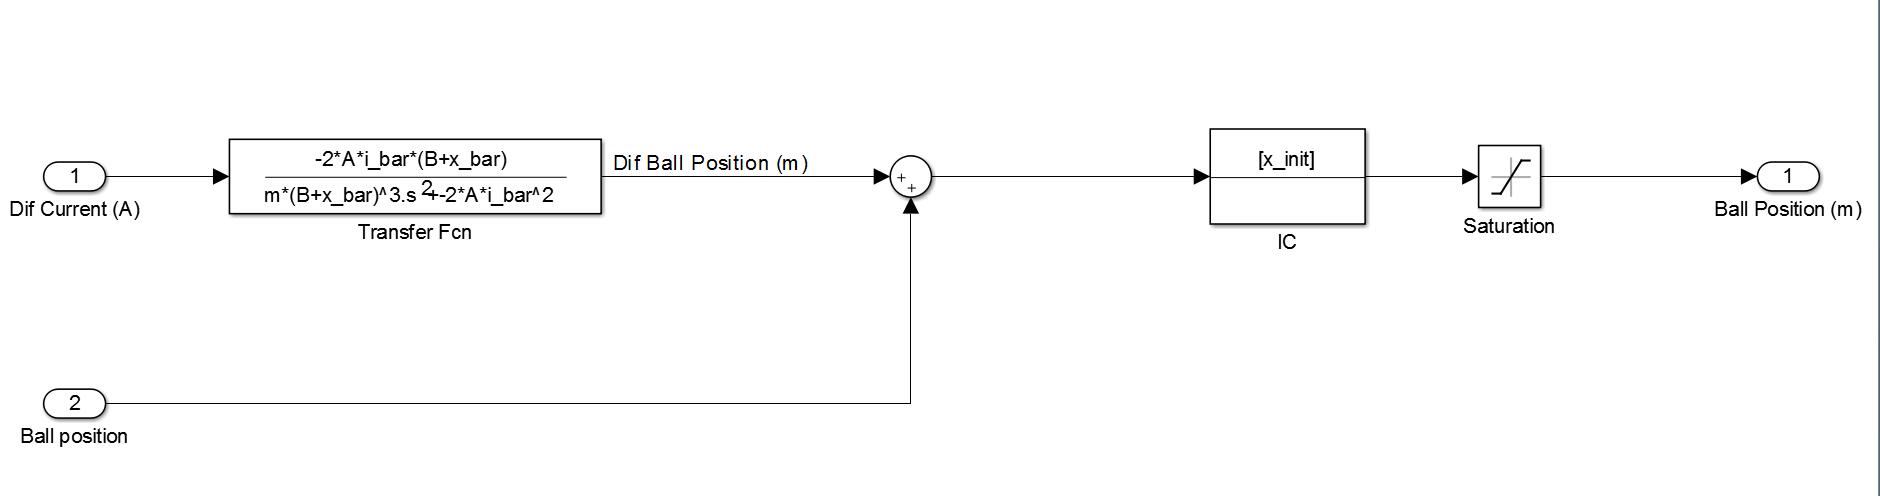 1
Dif Current (A)
-2*A*i_bar*(B+x_bar)
m*(B+x_bar)^3.s2+-2*A*i_bar^2
Transfer Fcn
Dif Ball Position (m)
+
+
[x_init]
IC
Saturation
1
Ball Position (m)
2
Ball position